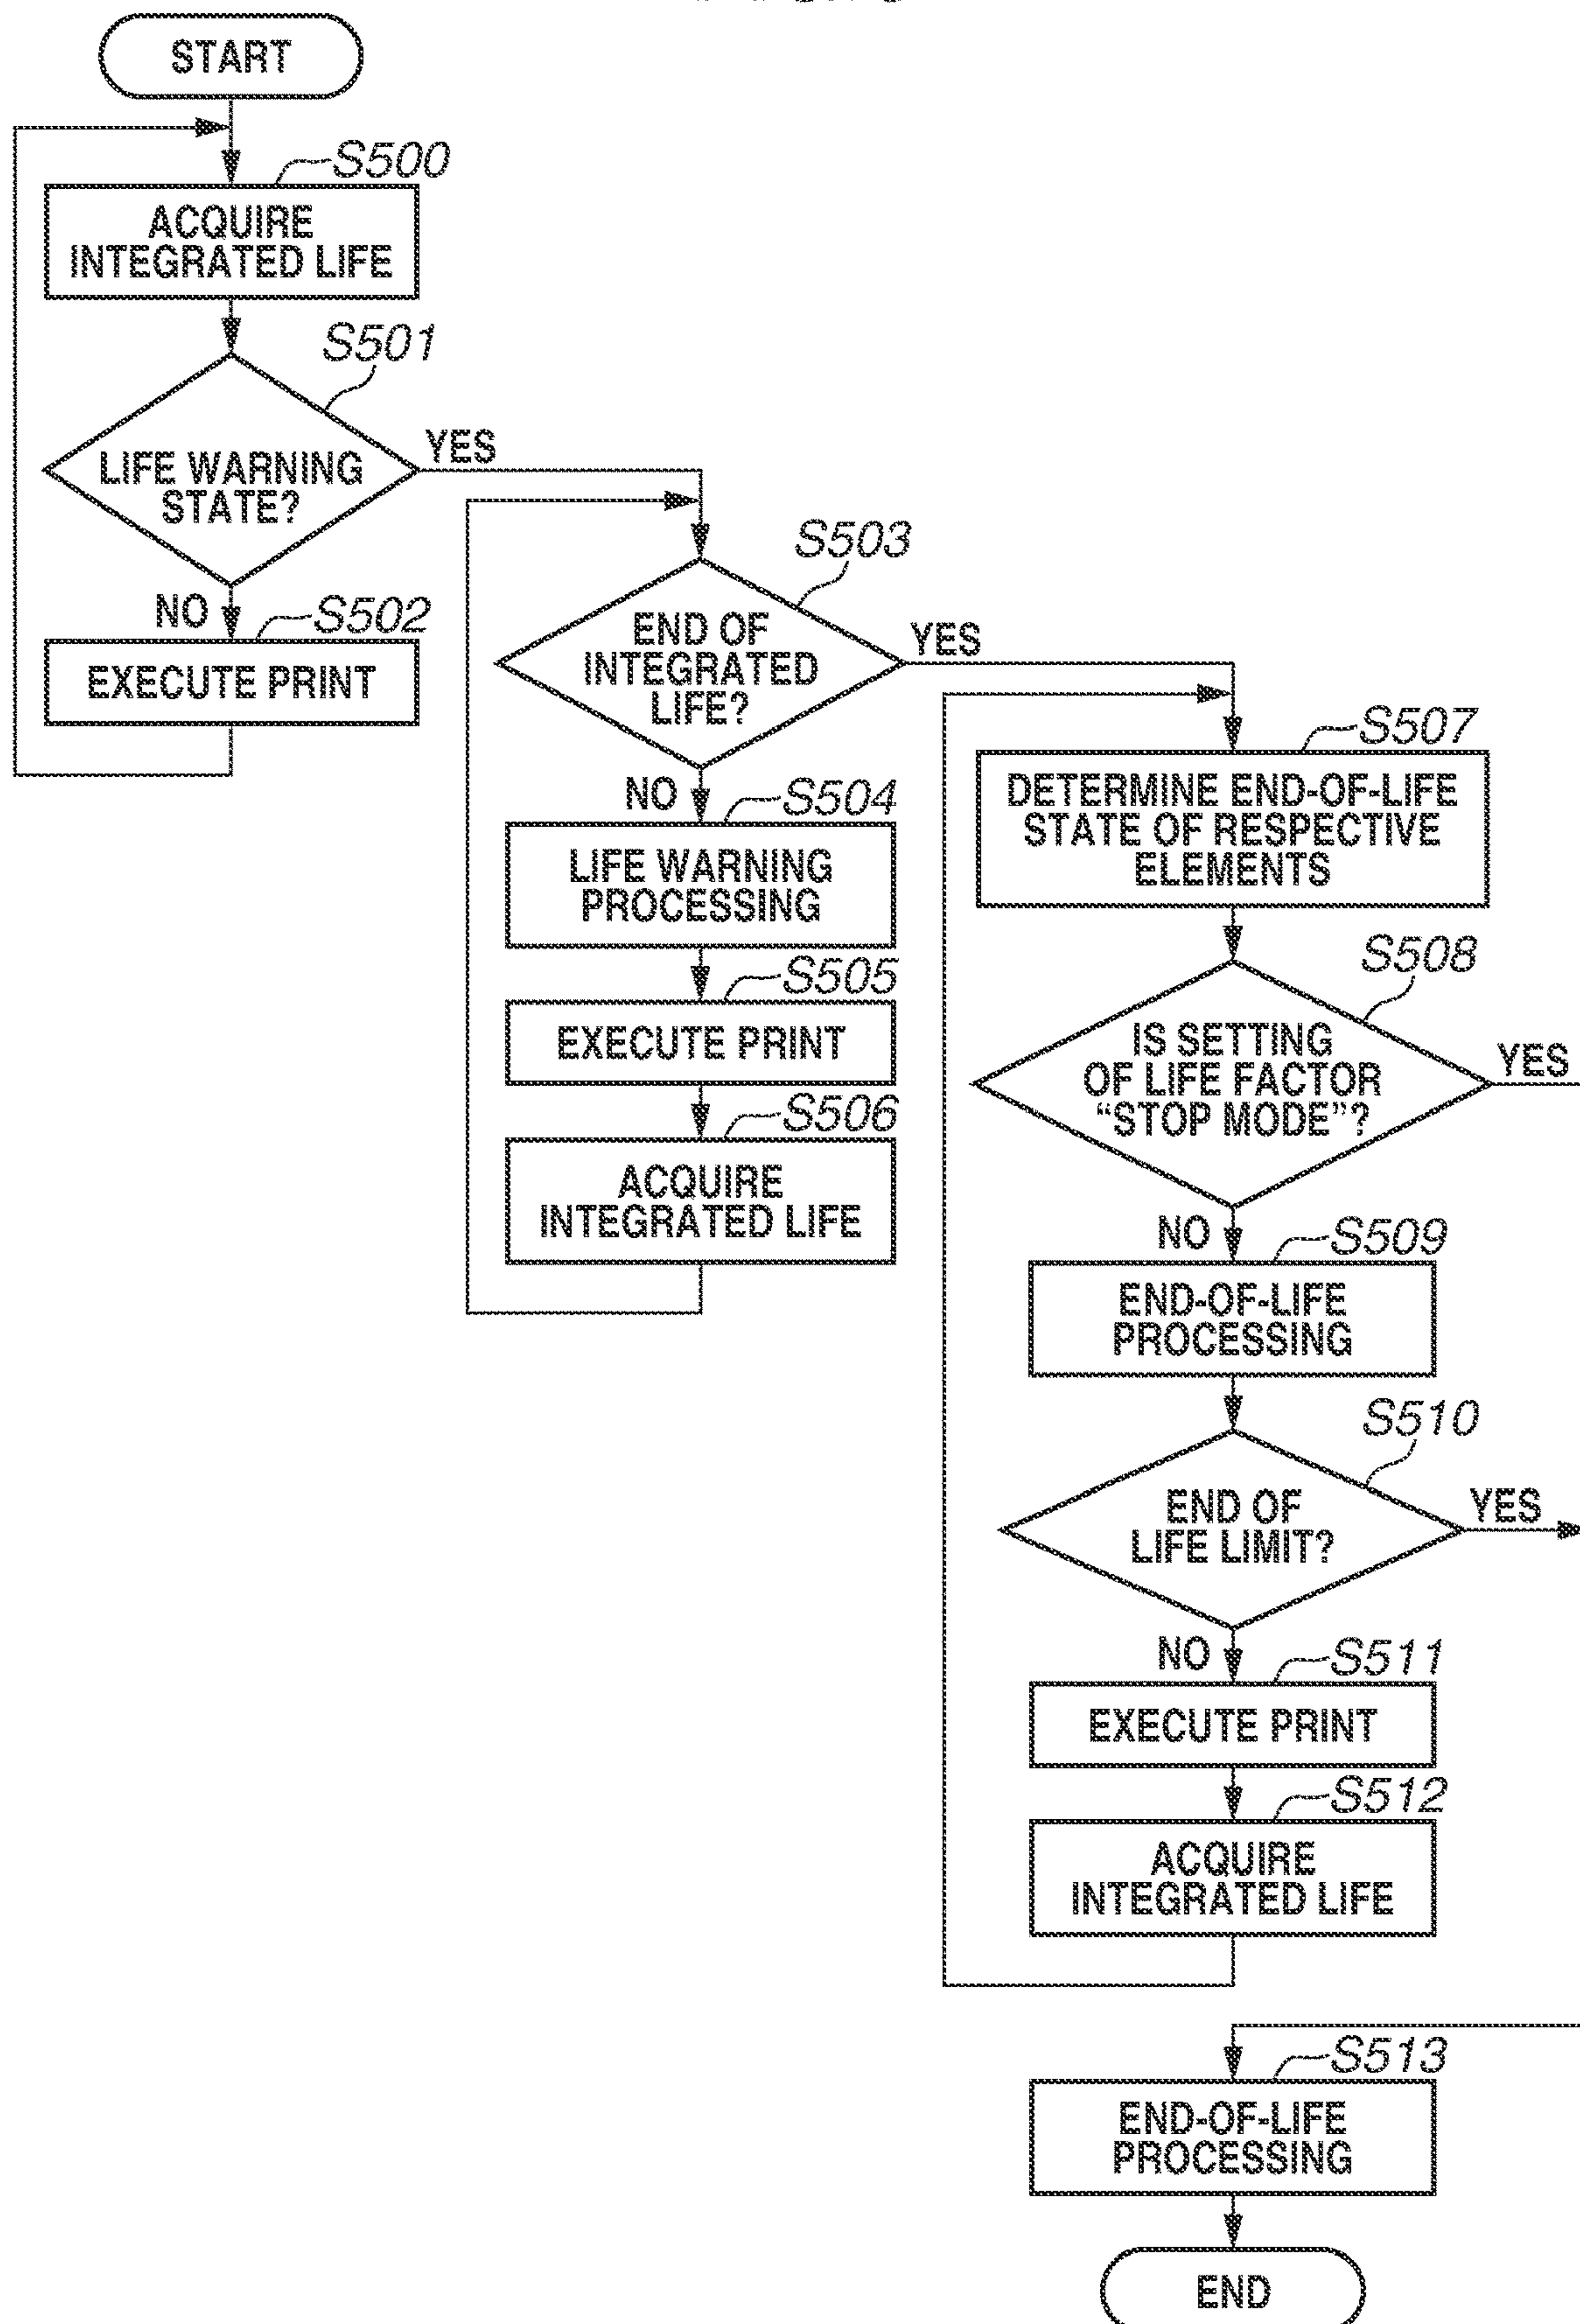 START
S500
ACQUIRE
INTEGRATED LIFE
S501
LIFE WARNING
STATE?
YES
NO
S502
EXECUTE PRINT
S503
END OF
INTEGRATED
LIFE?
YES
NO
S504
LIFE WARNING
PROCESSING
S505
EXECUTE PRINT
S506
ACQUIRE
INTEGRATED LIFE
S507
DETERMINE END-OF-LIFE
STATE OF RESPECTIVE
ELEMENTS
S508
IS SETTING
OF LIFE FACTOR
“STOP MODE”?
YES
NO
S509
END-OF-LIFE
PROCESSING
S510
END OF
LIFE LIMIT?
YES
NO
S511
EXECUTE PRINT
S512
ACQUIRE
INTEGRATED LIFE
S513
END-OF-LIFE
PROCESSING
END